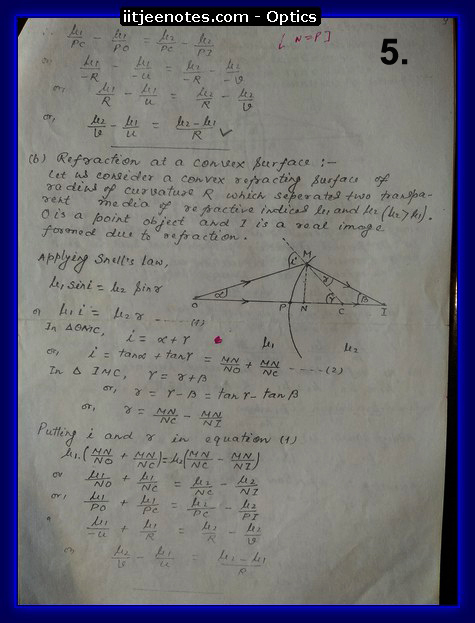 iitjeenotes.com - Optics
5.
μ1/PC - μ1/PO = μ2/PC - μ2/PI [N=P]
μ1/-R - μ1/-u = μ2/-R - μ2/-v
or, μ1/R - μ1/u = μ2/R - μ2/v
or, μ2/v - μ1/u = μ2-μ1/R ✓
(b) Refraction at a convex surface :-
Let us consider a convex refracting surface of
radius of curvature R which seperates two transpa-
rent media of refractive indices μ1 and μ2 (μ2>μ1).
O is a point object and I is a real image
formed due to refraction.
Applying Snell's law,
μ1 sin i = μ2 sin r
or μ1 i = μ2 r ----- (1)
In ΔOMC, i = α+γ
or, i = tanα + tanγ = MN/NO + MN/NC ----- (2)
In Δ IMC, γ = r+β
or, r = γ-β = tanγ - tanβ
or, r = MN/NC - MN/NI
O α P N γ C β I
M i r
μ1 μ2
Putting i and r in equation (1)
μ1.(MN/NO + MN/NC) = μ2(MN/NC - MN/NI)
or μ1/NO + μ1/NC = μ2/NC - μ2/NI
or, μ1/PO + μ1/PC = μ2/PC - μ2/PI
μ1/-u + μ1/R = μ2/R - μ2/v
or μ2/v - μ1/u = μ2-μ1/R